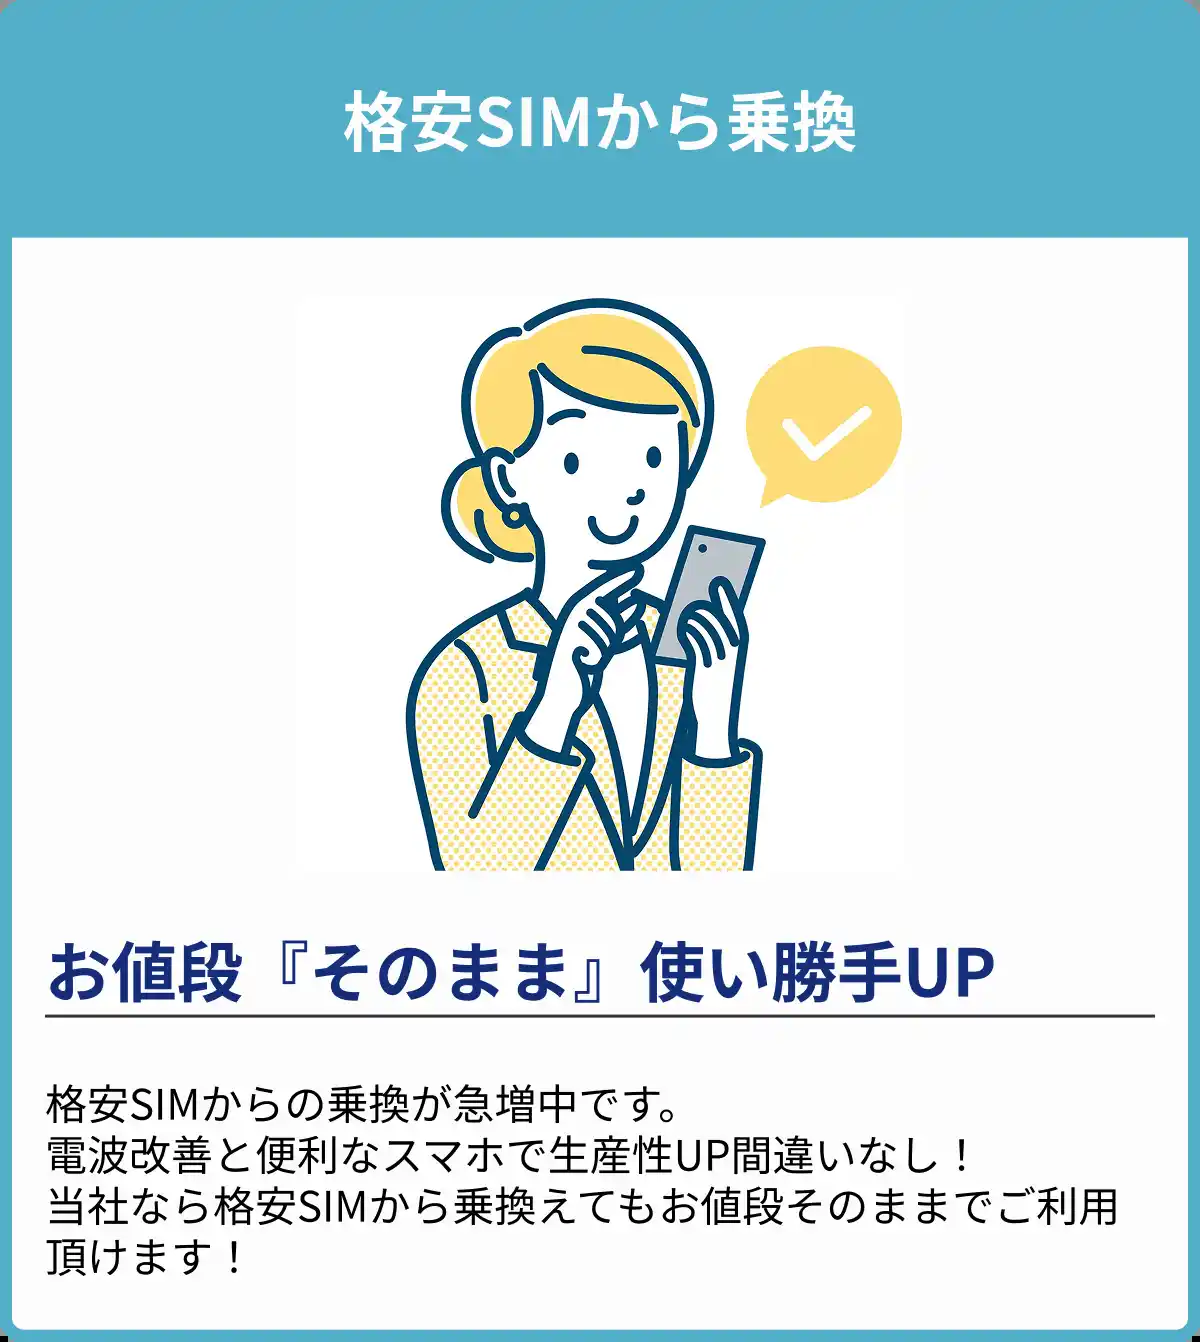 格安SIMから乗換
お値段『そのまま』使い勝手UP
格安SIMからの乗換が急増中です。
電波改善と便利なスマホで生産性UP間違いなし！
当社なら格安SIMから乗換えてもお値段そのままでご利用
頂けます！